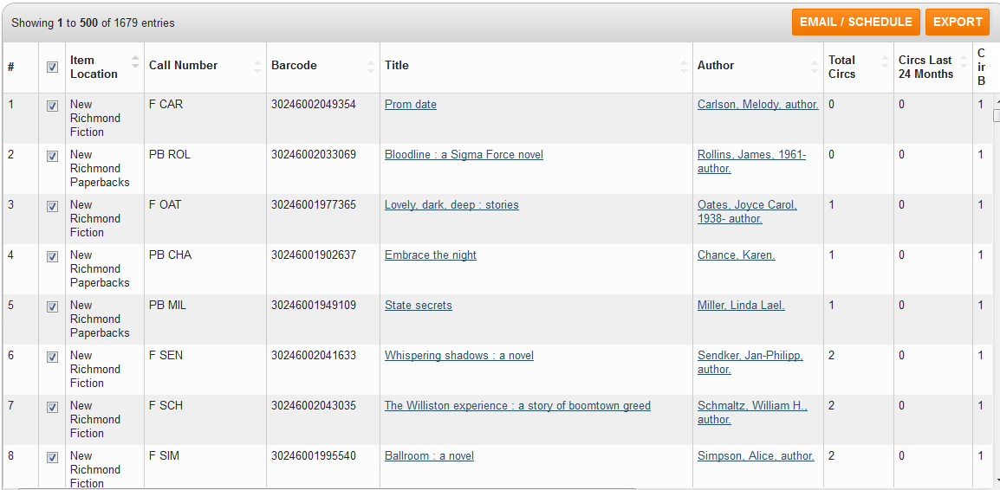 Showing 1 to 500 of 1679 entries EMAIL / SCHEDULE EXPORT
# Item Location Call Number Barcode Title Author Total Circs Circs Last 24 Months C ir B
1 New Richmond Fiction F CAR 30246002049354 Prom date Carlson, Melody, author. 0 0 1
2 New Richmond Paperbacks PB ROL 30246002033069 Bloodline : a Sigma Force novel Rollins, James, 1961- author. 0 0 1
3 New Richmond Fiction F OAT 30246001977365 Lovely, dark, deep : stories Oates, Joyce Carol, 1938- author. 1 0 1
4 New Richmond Paperbacks PB CHA 30246001902637 Embrace the night Chance, Karen. 1 0 1
5 New Richmond Paperbacks PB MIL 30246001949109 State secrets Miller, Linda Lael. 1 0 1
6 New Richmond Fiction F SEN 30246002041633 Whispering shadows : a novel Sendker, Jan-Philipp, author. 2 0 1
7 New Richmond Fiction F SCH 30246002043035 The Williston experience : a story of boomtown greed Schmaltz, William H., author. 2 0 1
8 New Richmond Fiction F SIM 30246001995540 Ballroom : a novel Simpson, Alice, author. 2 0 1